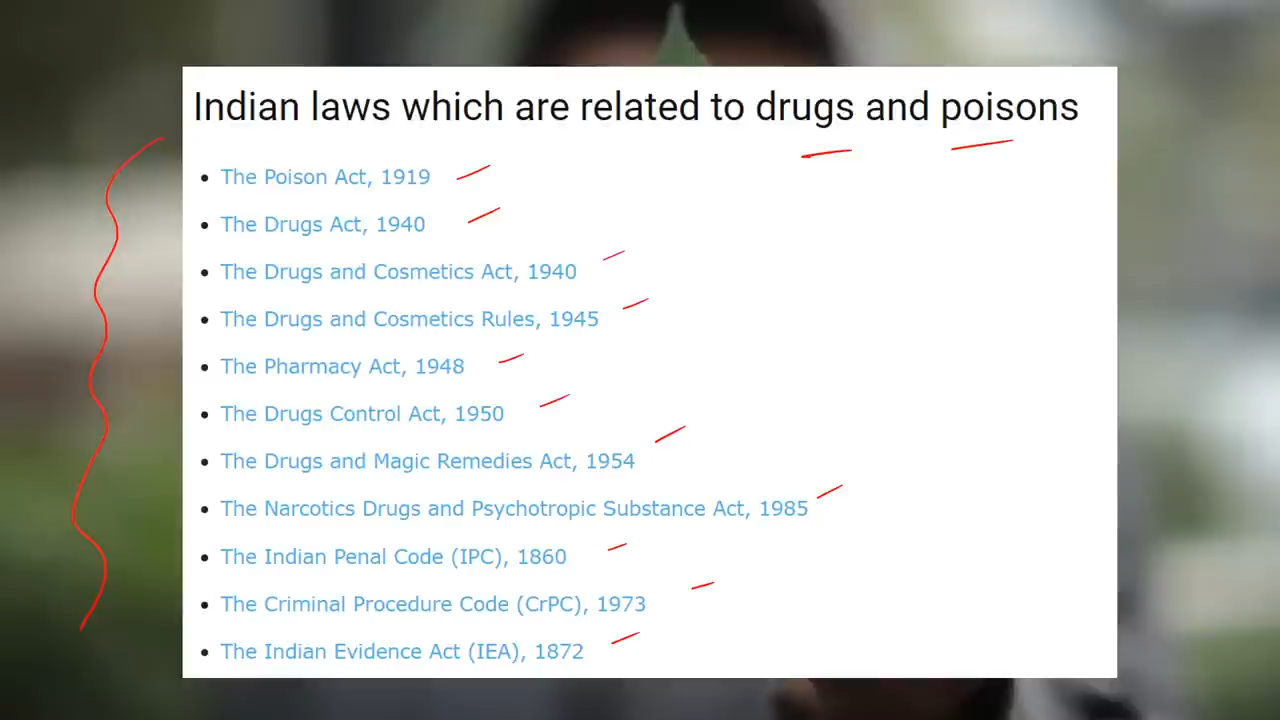 Indian laws which are related to drugs and poisons
The Poison Act, 1919
The Drugs Act, 1940
The Drugs and Cosmetics Act, 1940
The Drugs and Cosmetics Rules, 1945
The Pharmacy Act, 1948
The Drugs Control Act, 1950
The Drugs and Magic Remedies Act, 1954
The Narcotics Drugs and Psychotropic Substance Act, 1985
The Indian Penal Code (IPC), 1860
The Criminal Procedure Code (CrPC), 1973
The Indian Evidence Act (IEA), 1872